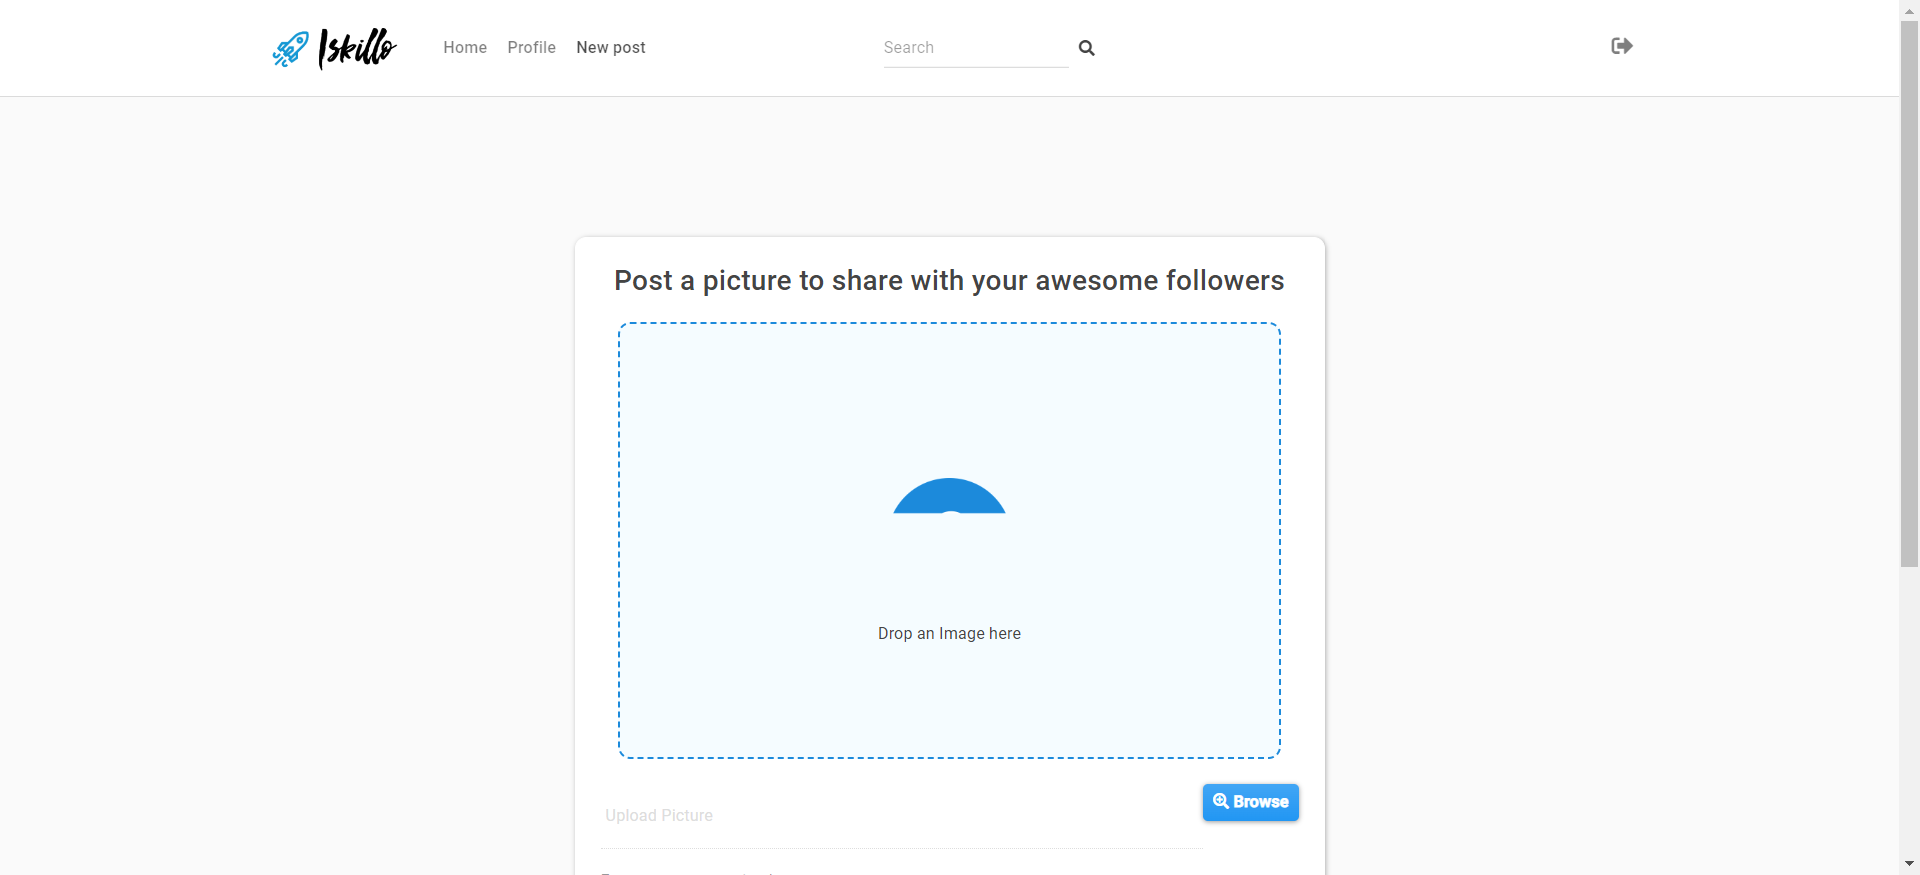 Iskillo
Home Profile New post
Search
Post a picture to share with your awesome followers
Drop an Image here
Browse
Upload Picture